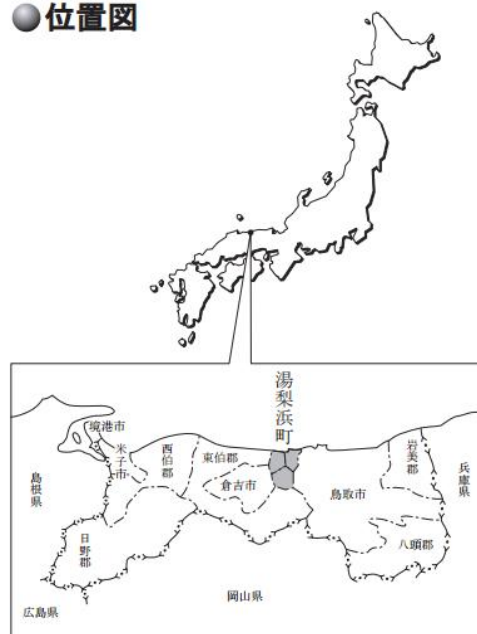 位置図
湯梨浜町
境港市
米子市
西伯郡
東伯郡
倉吉市
岩美郡
兵庫県
島根県
鳥取市
日野郡
八頭郡
岡山県
広島県